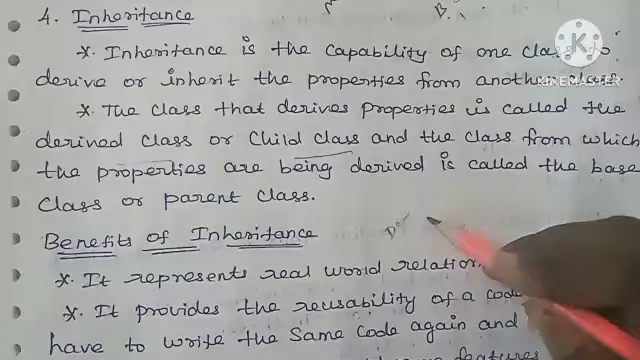 4. Inheritance
* Inheritance is the capability of one class to
derive or inherit the properties from another class.
* The class that derives properties is called the
derived class or child class and the class from which
the properties are being derived is called the base
class or parent class.
Benefits of Inheritance
* It represents real world
* It provides the reusability of a code
have to write the same code again and
features
KINEMASTER